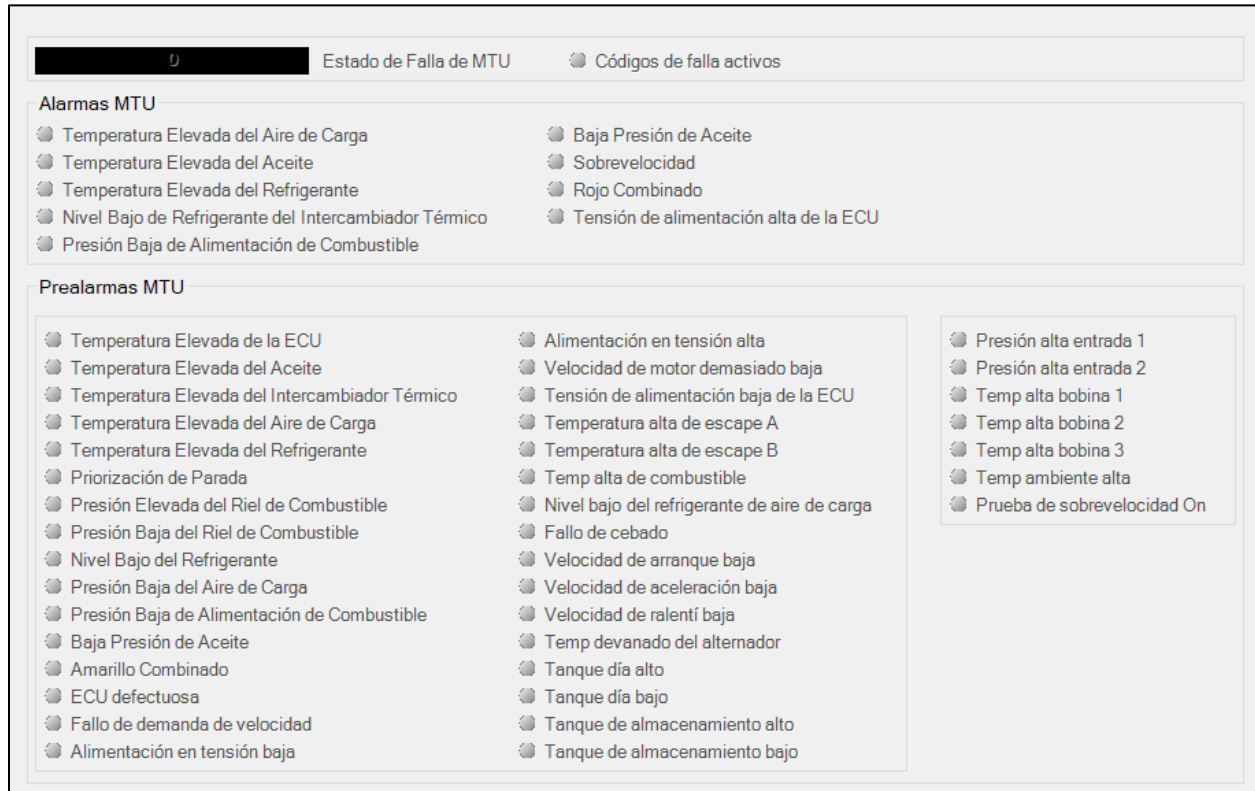 0 Estado de Falla de MTU Códigos de falla activos
Alarmas MTU
Temperatura Elevada del Aire de Carga
Temperatura Elevada del Aceite
Temperatura Elevada del Refrigerante
Nivel Bajo de Refrigerante del Intercambiador Térmico
Presión Baja de Alimentación de Combustible
Baja Presión de Aceite
Sobrevelocidad
Rojo Combinado
Tensión de alimentación alta de la ECU
Prealarmas MTU
Temperatura Elevada de la ECU
Temperatura Elevada del Aceite
Temperatura Elevada del Intercambiador Térmico
Temperatura Elevada del Aire de Carga
Temperatura Elevada del Refrigerante
Priorización de Parada
Presión Elevada del Riel de Combustible
Presión Baja del Riel de Combustible
Nivel Bajo del Refrigerante
Presión Baja del Aire de Carga
Presión Baja de Alimentación de Combustible
Baja Presión de Aceite
Amarillo Combinado
ECU defectuosa
Fallo de demanda de velocidad
Alimentación en tensión baja
Alimentación en tensión alta
Velocidad de motor demasiado baja
Tensión de alimentación baja de la ECU
Temperatura alta de escape A
Temperatura alta de escape B
Temp alta de combustible
Nivel bajo del refrigerante de aire de carga
Fallo de cebado
Velocidad de arranque baja
Velocidad de aceleración baja
Velocidad de ralentí baja
Temp devanado del alternador
Tanque día alto
Tanque día bajo
Tanque de almacenamiento alto
Tanque de almacenamiento bajo
Presión alta entrada 1
Presión alta entrada 2
Temp alta bobina 1
Temp alta bobina 2
Temp alta bobina 3
Temp ambiente alta
Prueba de sobrevelocidad On